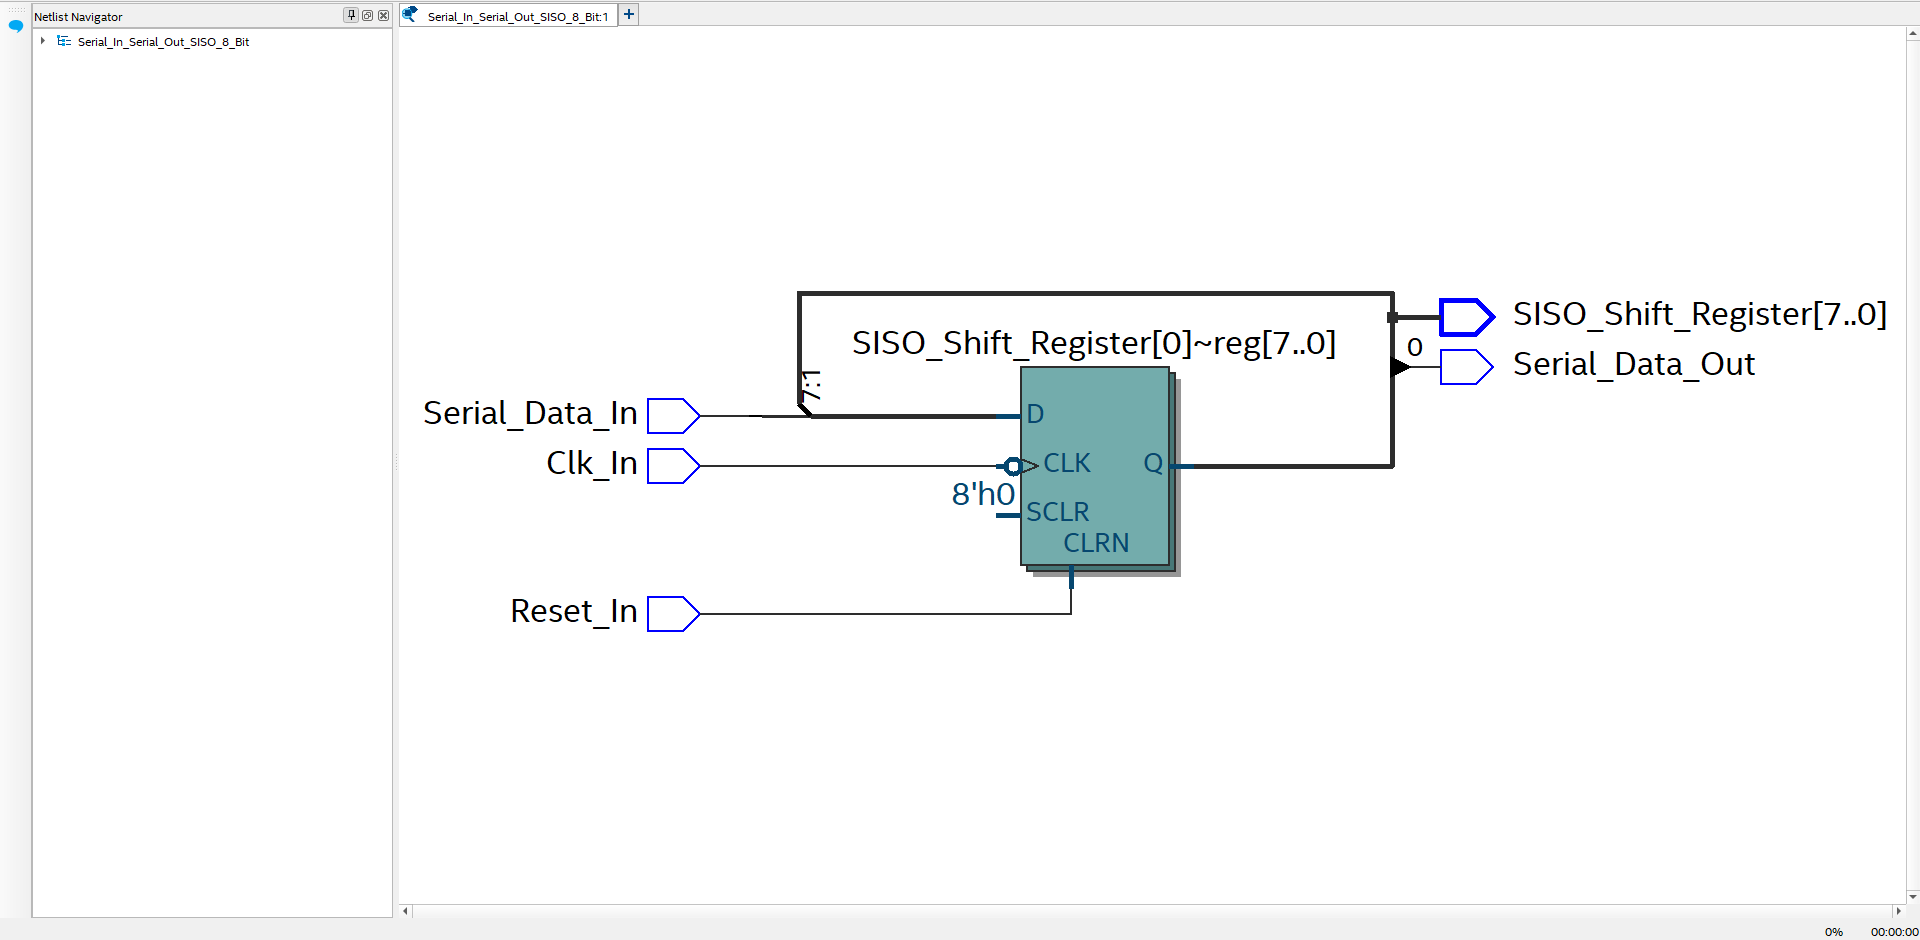 Netlist Navigator
Serial_In_Serial_Out_SISO_8_Bit
Serial_In_Serial_Out_SISO_8_Bit:1
+
SISO_Shift_Register[7..0]
0
Serial_Data_Out
SISO_Shift_Register[0]~reg[7..0]
7:1
Serial_Data_In
D
Clk_In
CLK
Q
8'h0
SCLR
CLRN
Reset_In
0%
00:00:00